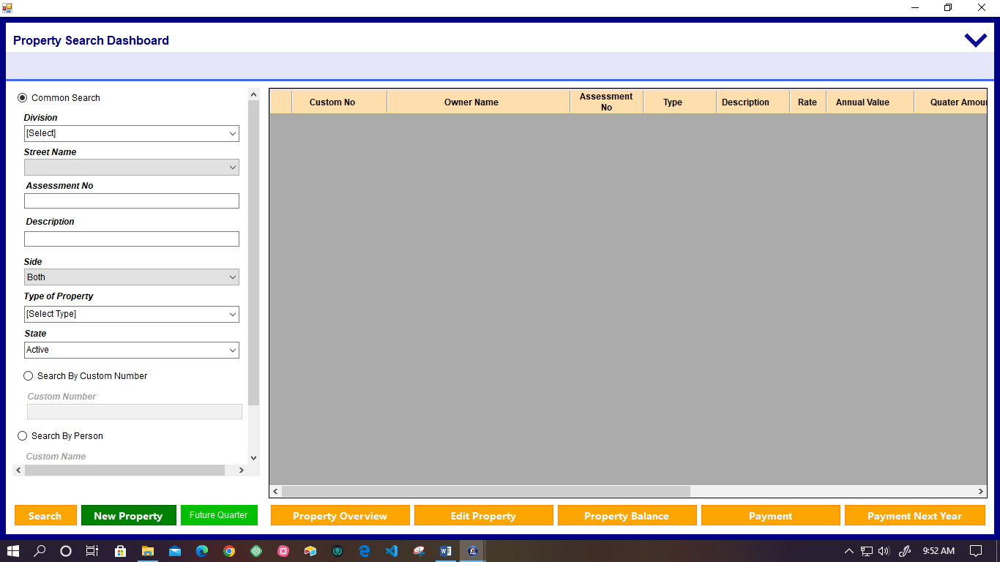 Property Search Dashboard
Common Search
Division
[Select]
Street Name
Assessment No
Description
Side
Both
Type of Property
[Select Type]
State
Active
Search By Custom Number
Custom Number
Search By Person
Custom Name
Custom No
Owner Name
Assessment
No
Type
Description
Rate
Annual Value
Quater Amou
Search
New Property
Future Quarter
Property Overview
Edit Property
Property Balance
Payment
Payment Next Year
9:52 AM